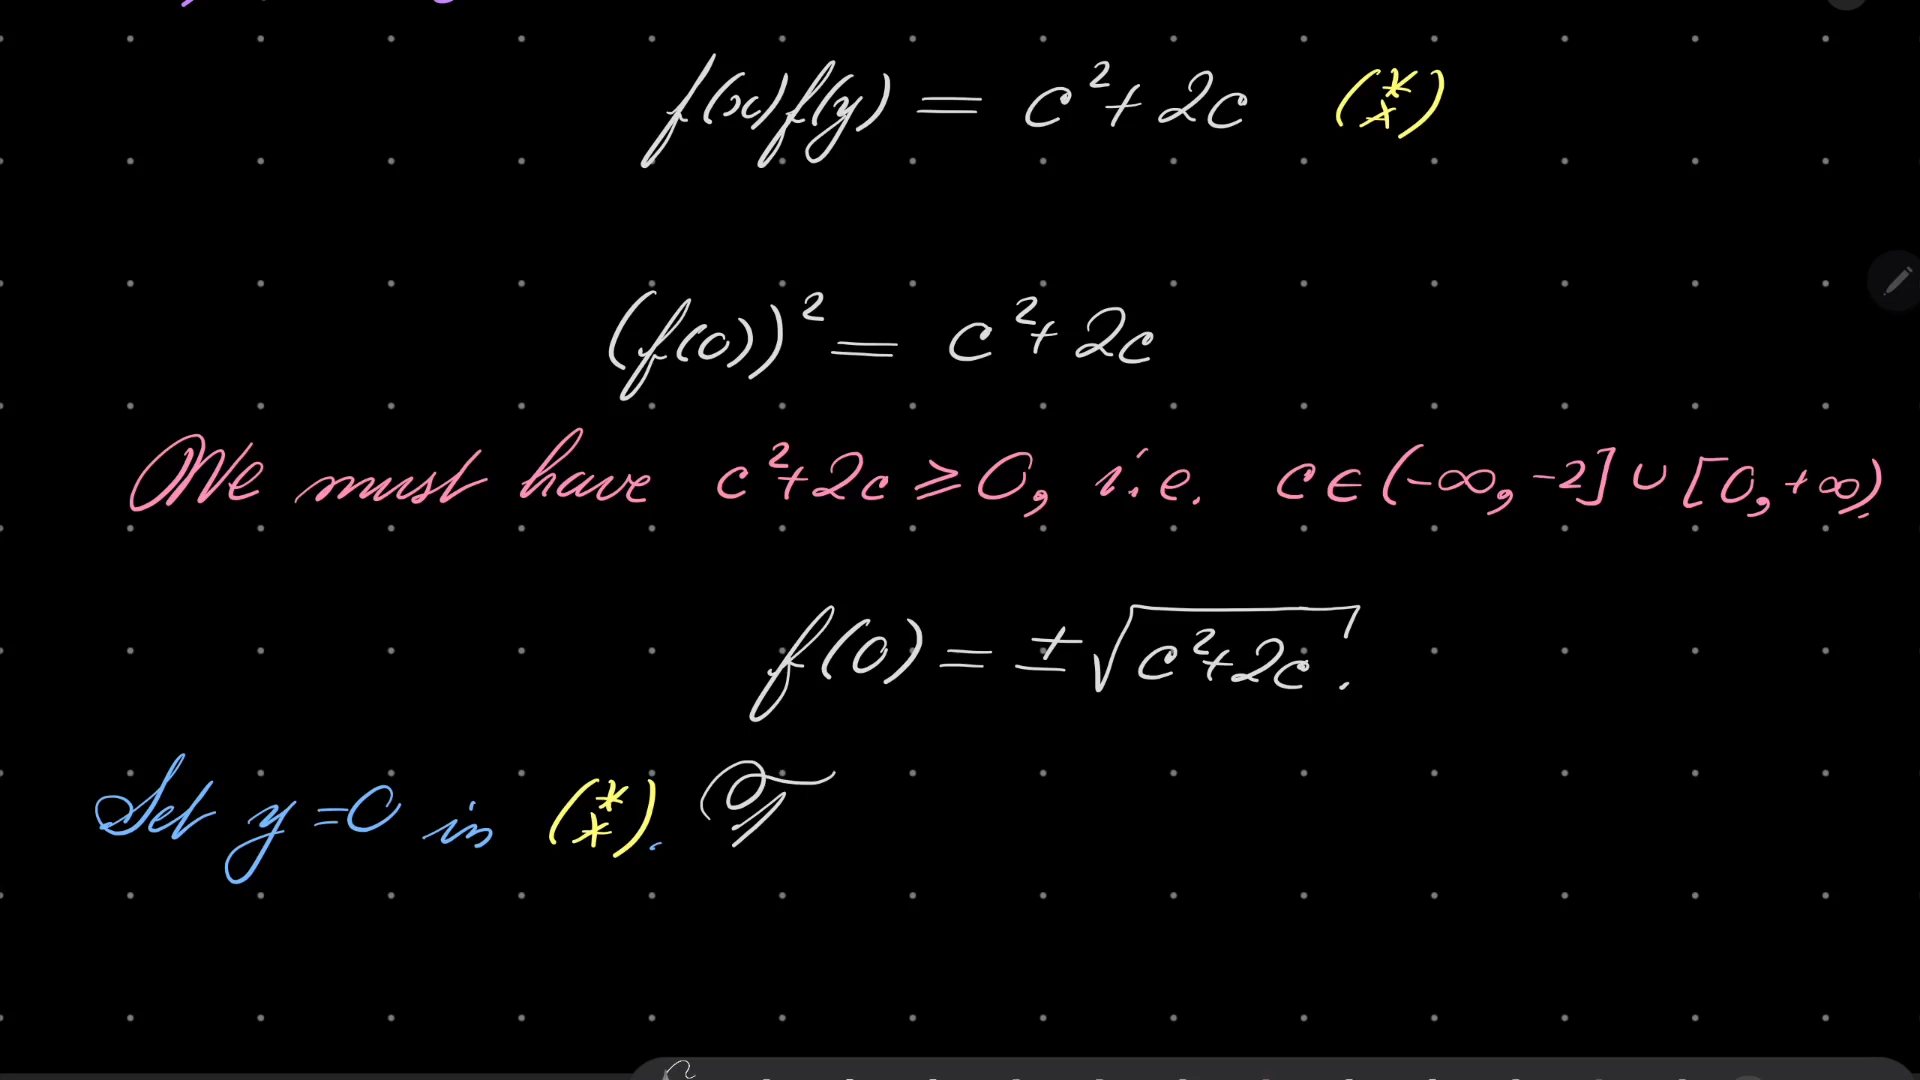 f(x)f(y) = c²+2c (**)
(f(0))² = c²+2c
We must have c²+2c ≥ 0, i.e. c ∈ (-∞, -2] ∪ [0, +∞).
f(0) = ±√(c²+2c).
Set y=0 in (**).